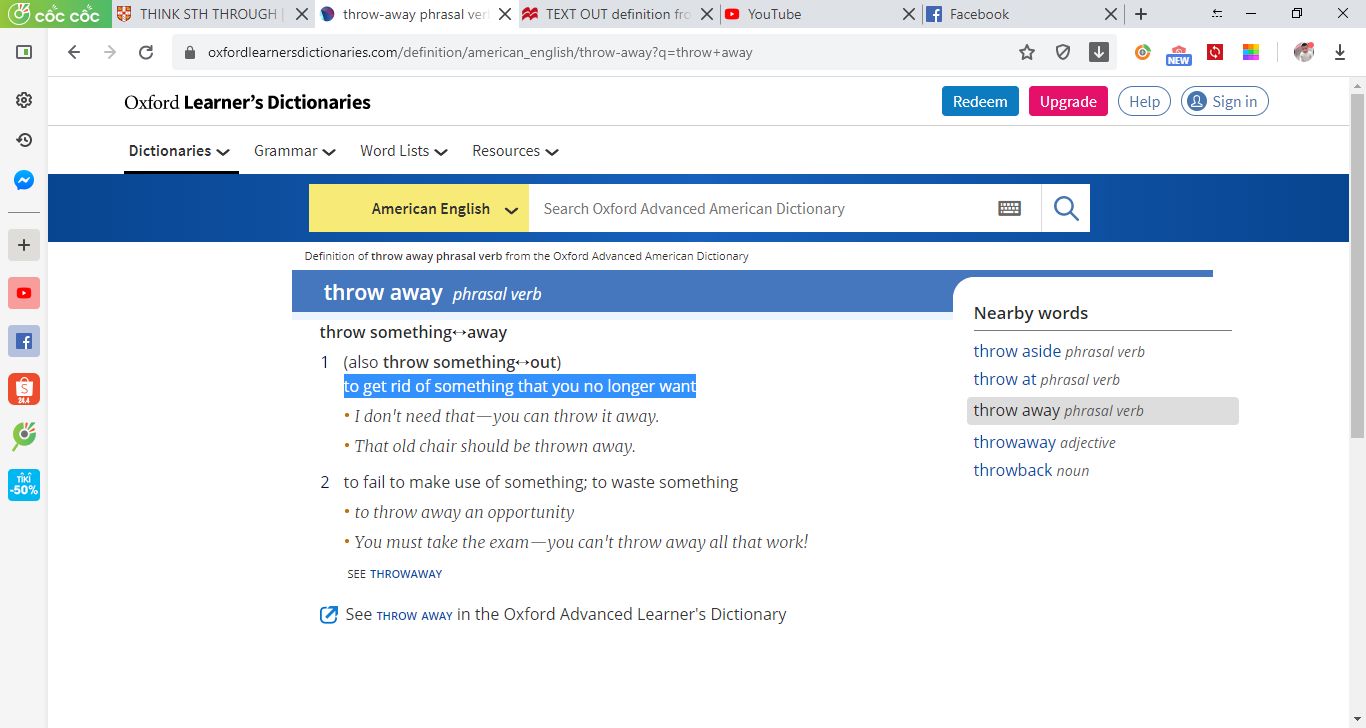 cốc cốc
THINK STH THROUGH |
throw-away phrasal ver
TEXT OUT definition fro
YouTube
Facebook
oxfordlearnersdictionaries.com/definition/american_english/throw-away?q=throw+away
NEW
Oxford Learner's Dictionaries
Redeem
Upgrade
Help
Sign in
Dictionaries
Grammar
Word Lists
Resources
American English
Search Oxford Advanced American Dictionary
Definition of throw away phrasal verb from the Oxford Advanced American Dictionary
throw away phrasal verb
throw something↔away
1 (also throw something↔out)
to get rid of something that you no longer want
• I don't need that—you can throw it away.
• That old chair should be thrown away.
2 to fail to make use of something; to waste something
• to throw away an opportunity
• You must take the exam—you can't throw away all that work!
SEE THROWAWAY
See THROW AWAY in the Oxford Advanced Learner's Dictionary
Nearby words
throw aside phrasal verb
throw at phrasal verb
throw away phrasal verb
throwaway adjective
throwback noun
24.4
TIKI
-50%